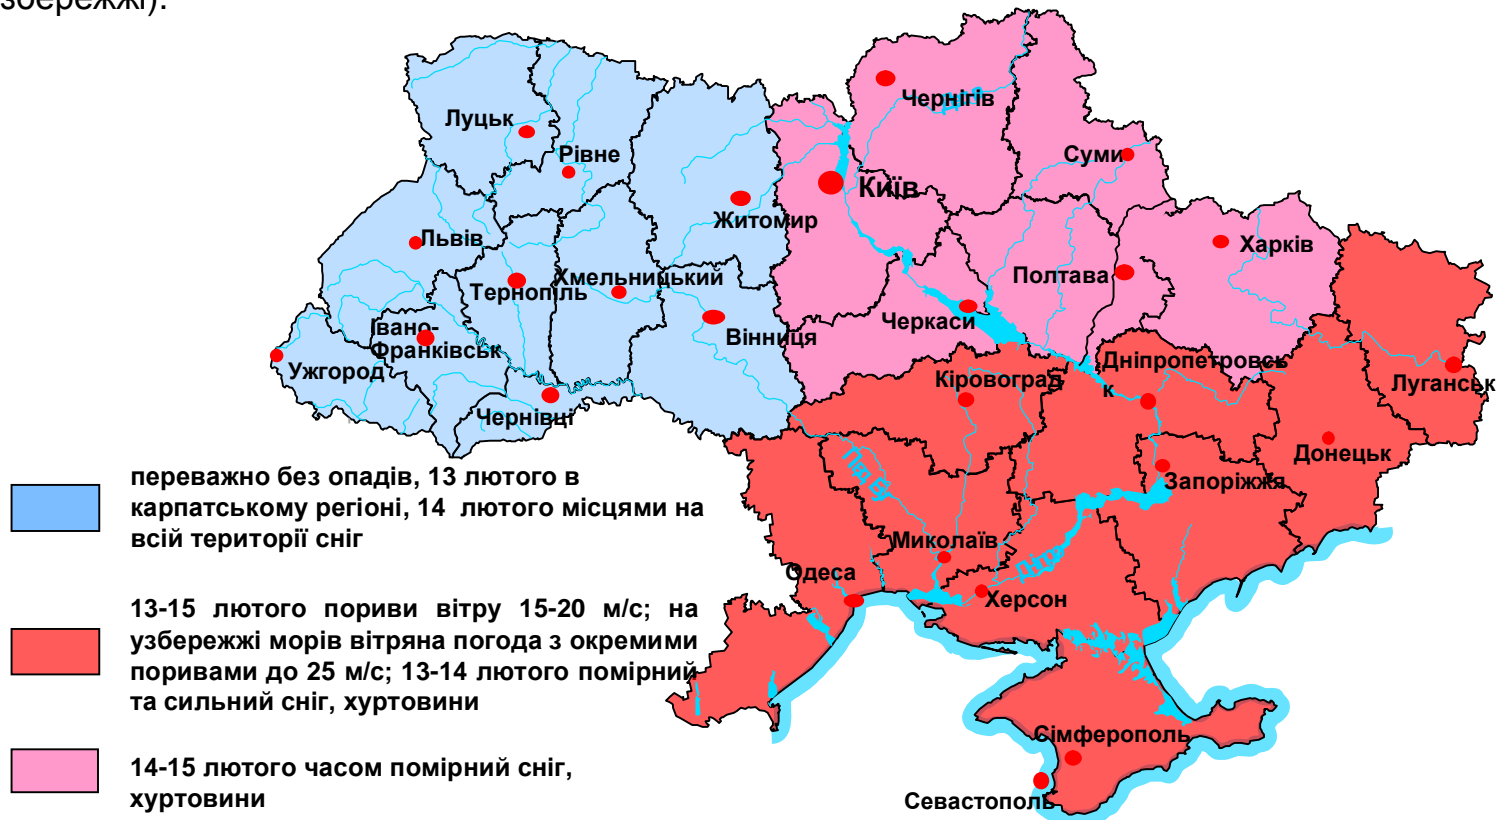 збережжі).
Чернігів
Луцьк
Рівне
Суми
Київ
Житомир
Львів
Харків
Хмельницький
Полтава
Тернопіль
Черкаси
Вінниця
Івано-
Франківськ
Ужгород
Дніпропетровсь
к
Кіровоград
Луганськ
Чернівці
Донецьк
Запоріжжя
Миколаїв
Одеса
Херсон
Сімферополь
Севастополь
переважно без опадів, 13 лютого в
карпатському регіоні, 14 лютого місцями на
всій території сніг
13-15 лютого пориви вітру 15-20 м/с; на
узбережжі морів вітряна погода з окремими
поривами до 25 м/с; 13-14 лютого помірний
та сильний сніг, хуртовини
14-15 лютого часом помірний сніг,
хуртовини